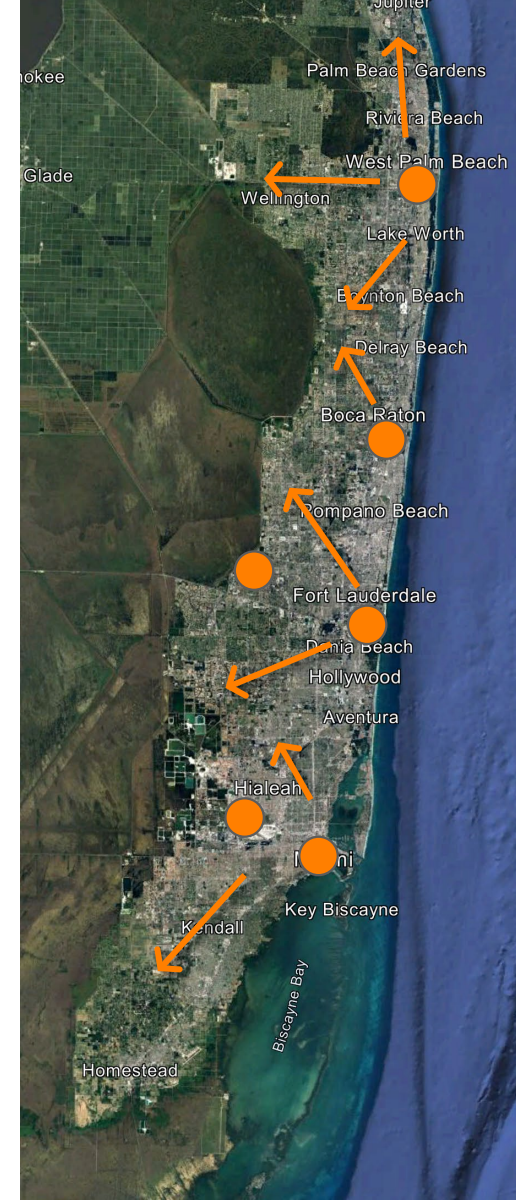 Jupiter
Palm Beach Gardens
okee
Riviera Beach
West Palm Beach
Glade
Wellington
Lake Worth
Boynton Beach
Delray Beach
Boca Raton
Pompano Beach
Fort Lauderdale
Dania Beach
Hollywood
Aventura
Hialeah
Key Biscayne
Kendall
Biscayne Bay
Homestead